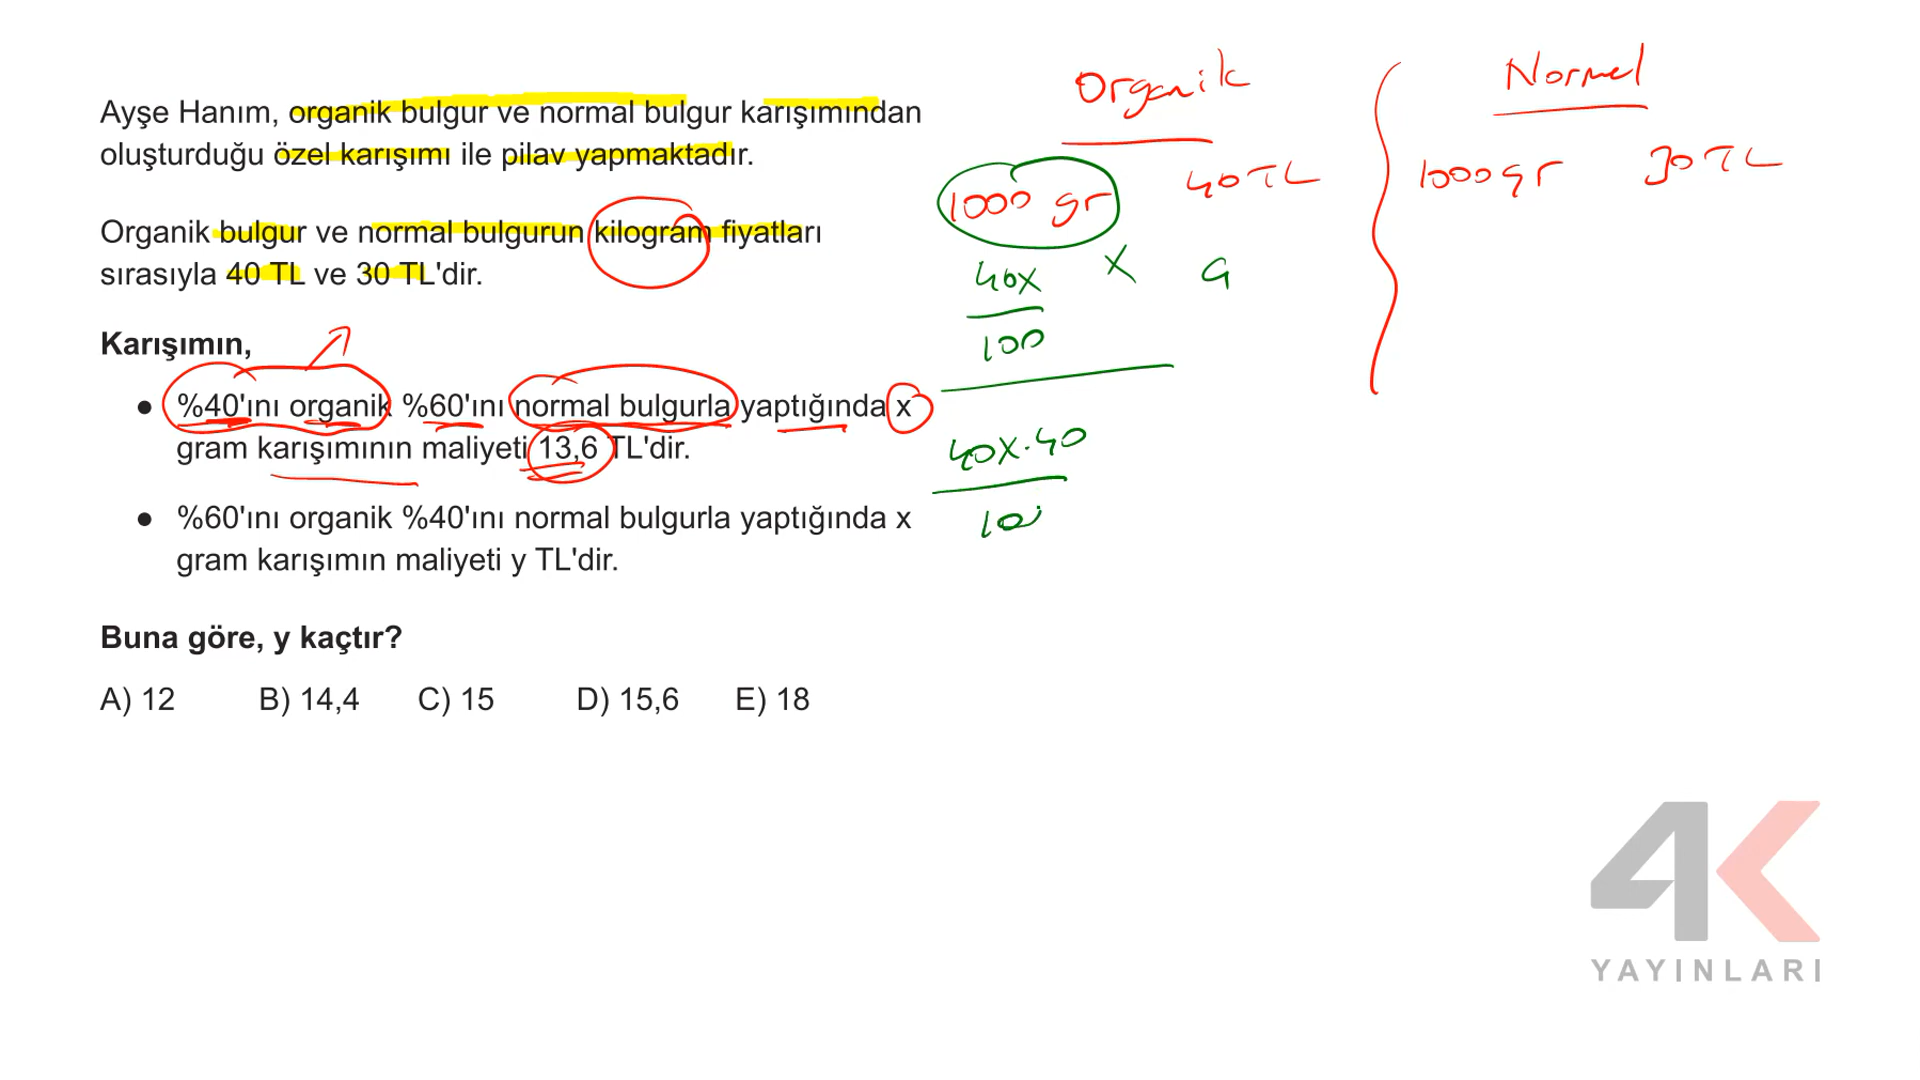 Ayşe Hanım, organik bulgur ve normal bulgur karışımından
oluşturduğu özel karışımı ile pilav yapmaktadır.
Organik bulgur ve normal bulgurun kilogram fiyatları
sırasıyla 40 TL ve 30 TL'dir.
Karışımın,
● %40'ını organik %60'ını normal bulgurla yaptığında x
gram karışımının maliyeti 13,6 TL'dir.
● %60'ını organik %40'ını normal bulgurla yaptığında x
gram karışımın maliyeti y TL'dir.
Buna göre, y kaçtır?
A) 12 B) 14,4 C) 15 D) 15,6 E) 18
Organik
1000 gr 40 TL
40x x a
100
40x.40
10
Normal
1000 gr 30 TL
4K
YAYINLARI